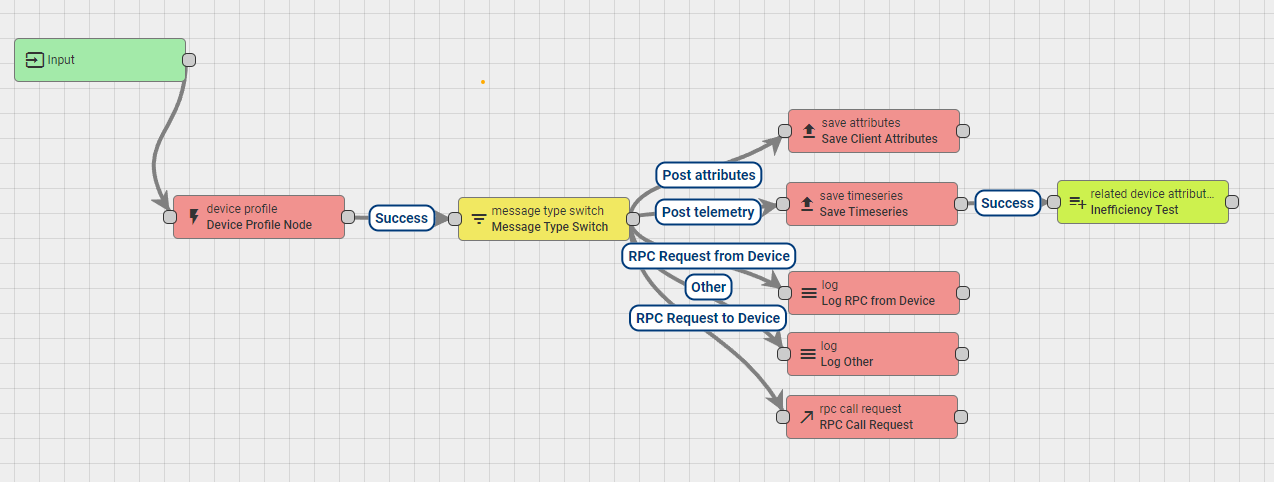 Input
device profile
Device Profile Node
Success
message type switch
Message Type Switch
Post attributes
Post telemetry
RPC Request from Device
Other
RPC Request to Device
save attributes
Save Client Attributes
save timeseries
Save Timeseries
Success
related device attribut...
Inefficiency Test
log
Log RPC from Device
log
Log Other
rpc call request
RPC Call Request